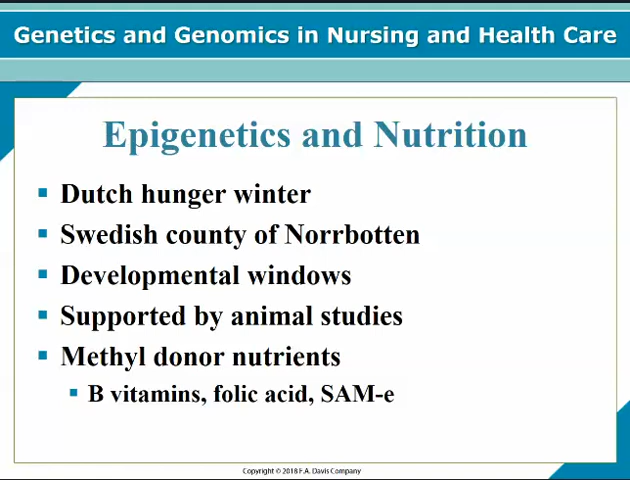 Genetics and Genomics in Nursing and Health Care
Epigenetics and Nutrition
Dutch hunger winter
Swedish county of Norrbotten
Developmental windows
Supported by animal studies
Methyl donor nutrients
B vitamins, folic acid, SAM-e
Copyright © 2018 F.A. Davis Company